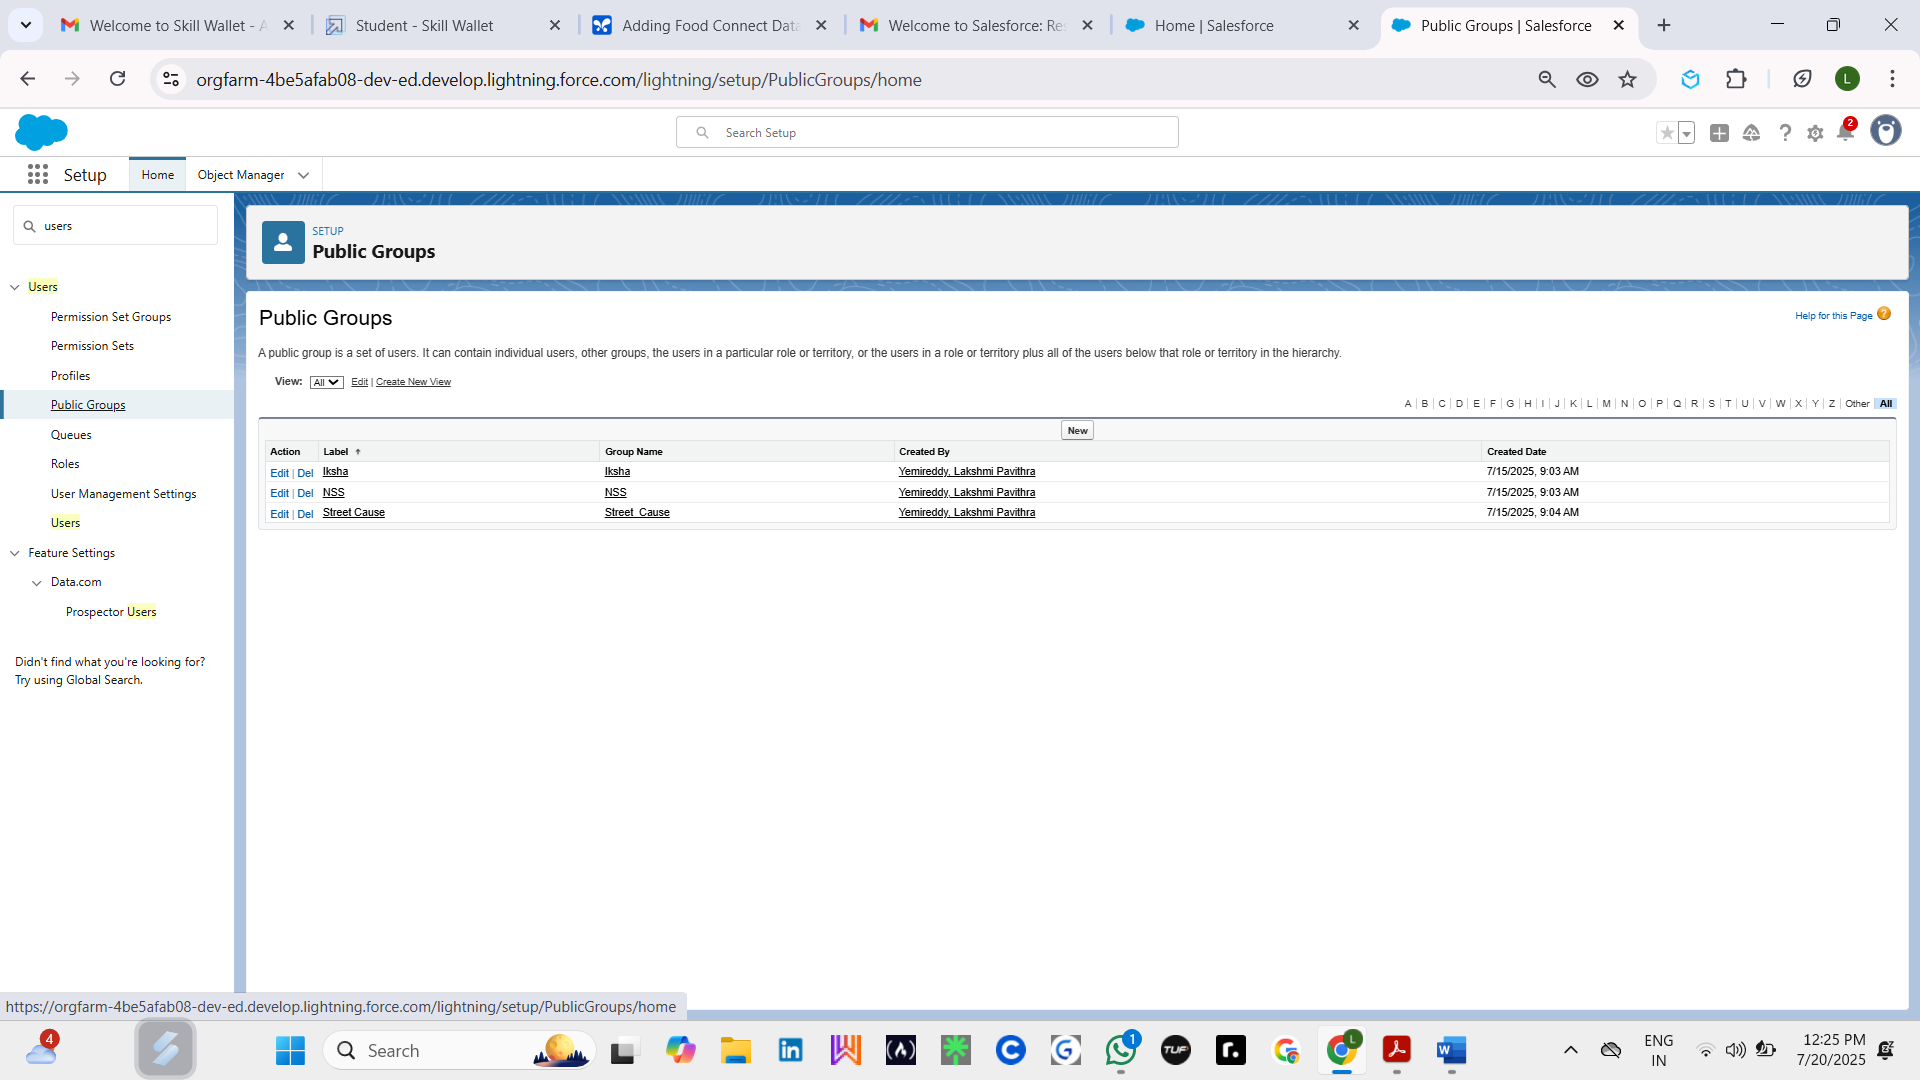 Welcome to Skill Wallet - A
Student - Skill Wallet
Adding Food Connect Data
Welcome to Salesforce: Res
Home | Salesforce
Public Groups | Salesforce
orgfarm-4be5afab08-dev-ed.develop.lightning.force.com/lightning/setup/PublicGroups/home
L
Search Setup
2
Setup
Home
Object Manager
users
SETUP
Public Groups
Users
Permission Set Groups
Permission Sets
Profiles
Public Groups
Queues
Roles
User Management Settings
Users
Feature Settings
Data.com
Prospector Users
Didn't find what you're looking for?
Try using Global Search.
Public Groups
Help for this Page ?
A public group is a set of users. It can contain individual users, other groups, the users in a particular role or territory, or the users in a role or territory plus all of the users below that role or territory in the hierarchy.
View: All Edit | Create New View
A | B | C | D | E | F | G | H | I | J | K | L | M | N | O | P | Q | R | S | T | U | V | W | X | Y | Z | Other All
New
Action Label Group Name Created By Created Date
Edit | Del Iksha Iksha Yemireddy, Lakshmi Pavithra 7/15/2025, 9:03 AM
Edit | Del NSS NSS Yemireddy, Lakshmi Pavithra 7/15/2025, 9:03 AM
Edit | Del Street Cause Street_Cause Yemireddy, Lakshmi Pavithra 7/15/2025, 9:04 AM
https://orgfarm-4be5afab08-dev-ed.develop.lightning.force.com/lightning/setup/PublicGroups/home
4
Search
1
TUF
L
ENG
IN
12:25 PM
7/20/2025